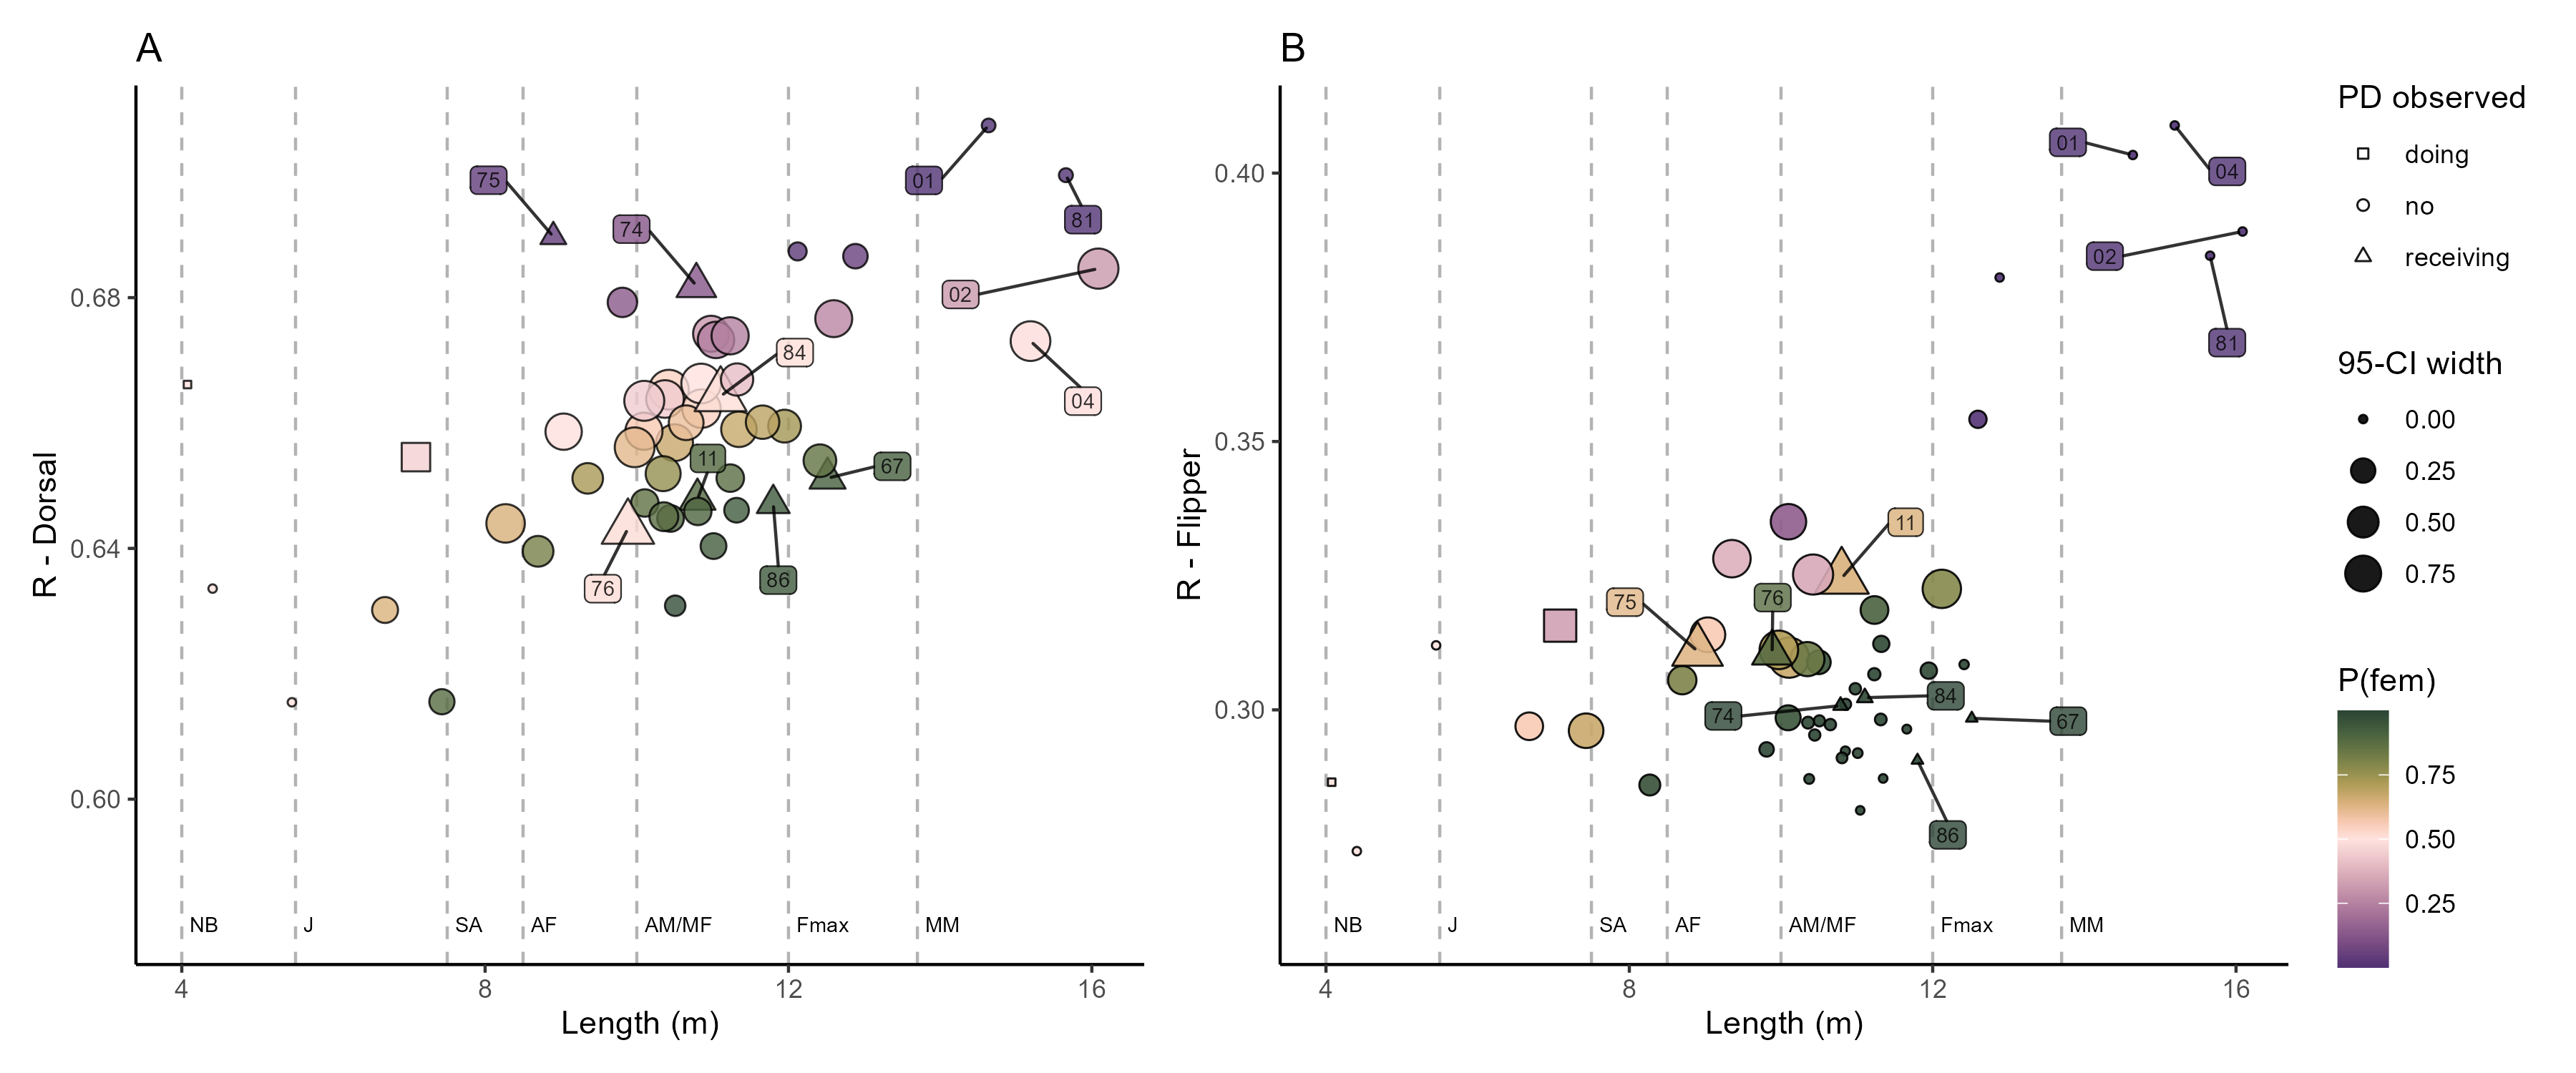 A
R - Dorsal
0.68
0.64
0.60
75
74
01
81
02
84
04
11
67
76
86
NB
J
SA
AF
AM/MF
Fmax
MM
4
8
12
16
Length (m)
B
R - Flipper
0.40
0.35
0.30
01
04
02
81
11
75
76
74
84
67
86
NB
J
SA
AF
AM/MF
Fmax
MM
4
8
12
16
Length (m)
PD observed
doing
no
receiving
95-CI width
0.00
0.25
0.50
0.75
P(fem)
0.75
0.50
0.25